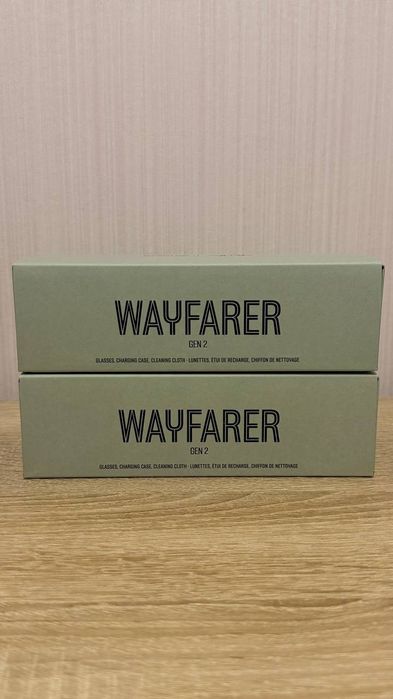 WAYFARER
GEN 2
GLASSES, CHARGING CASE, CLEANING CLOTH - LUNETTES, ÉTUI DE RECHARGE, CHIFFON DE NETTOYAGE
WAYFARER
GEN 2
GLASSES, CHARGING CASE, CLEANING CLOTH - LUNETTES, ÉTUI DE RECHARGE, CHIFFON DE NETTOYAGE